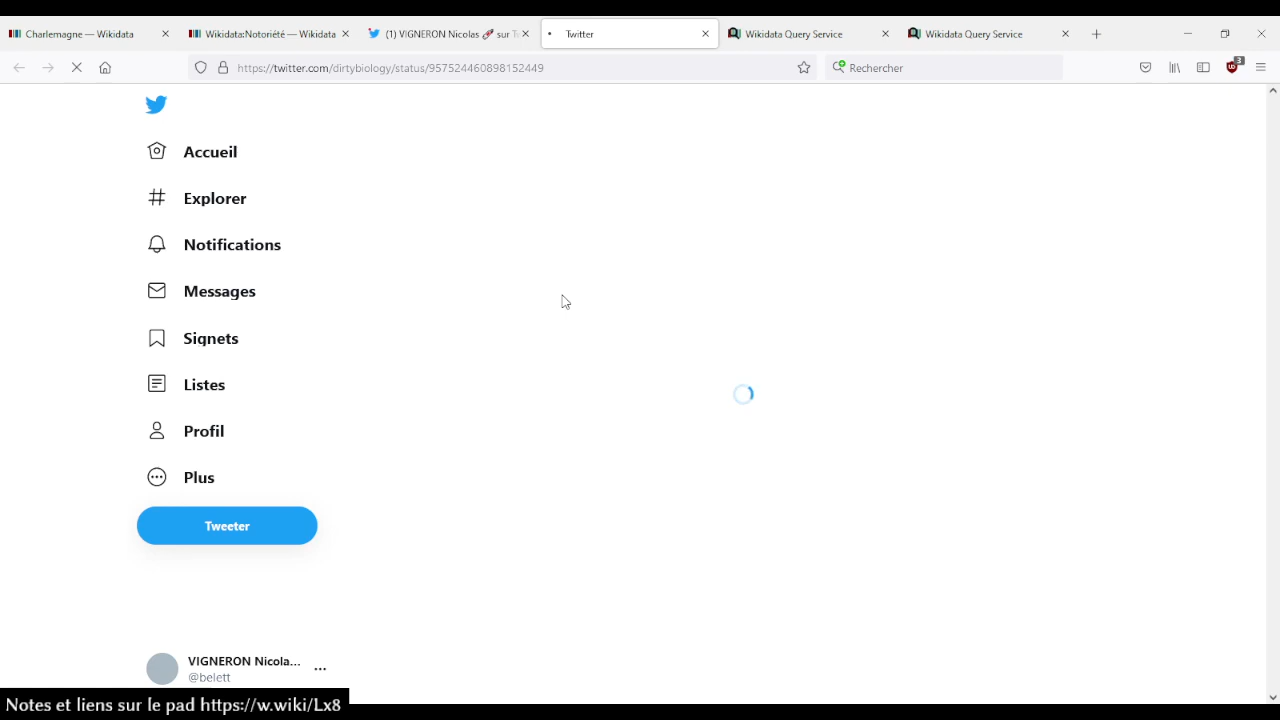 Charlemagne — Wikidata
Wikidata:Notoriété — Wikidata
(1) VIGNERON Nicolas 🚀 sur T
Twitter
Wikidata Query Service
Wikidata Query Service
https://twitter.com/dirtybiology/status/957524460898152449
Rechercher
3
Accueil
Explorer
Notifications
Messages
Signets
Listes
Profil
Plus
Tweeter
VIGNERON Nicola...
@belett
Notes et liens sur le pad https://w.wiki/Lx8